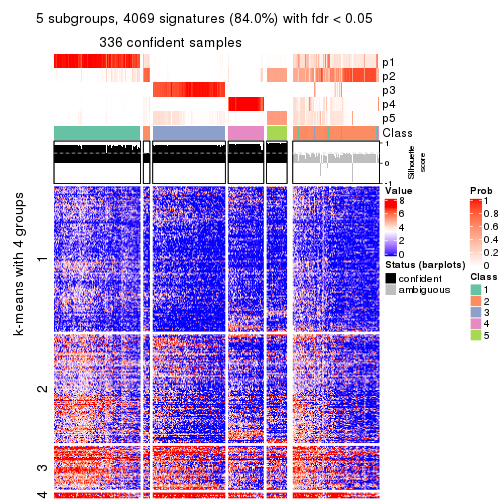 5 subgroups, 4069 signatures (84.0%) with fdr < 0.05
336 confident samples
p1
p2
p3
p4
p5
Class
1
0
-1
Silhouette
score
k-means with 4 groups
1
2
3
4
Value
8
6
4
2
0
Status (barplots)
confident
ambiguous
Prob
1
0.8
0.6
0.4
0.2
0
Class
1
2
3
4
5